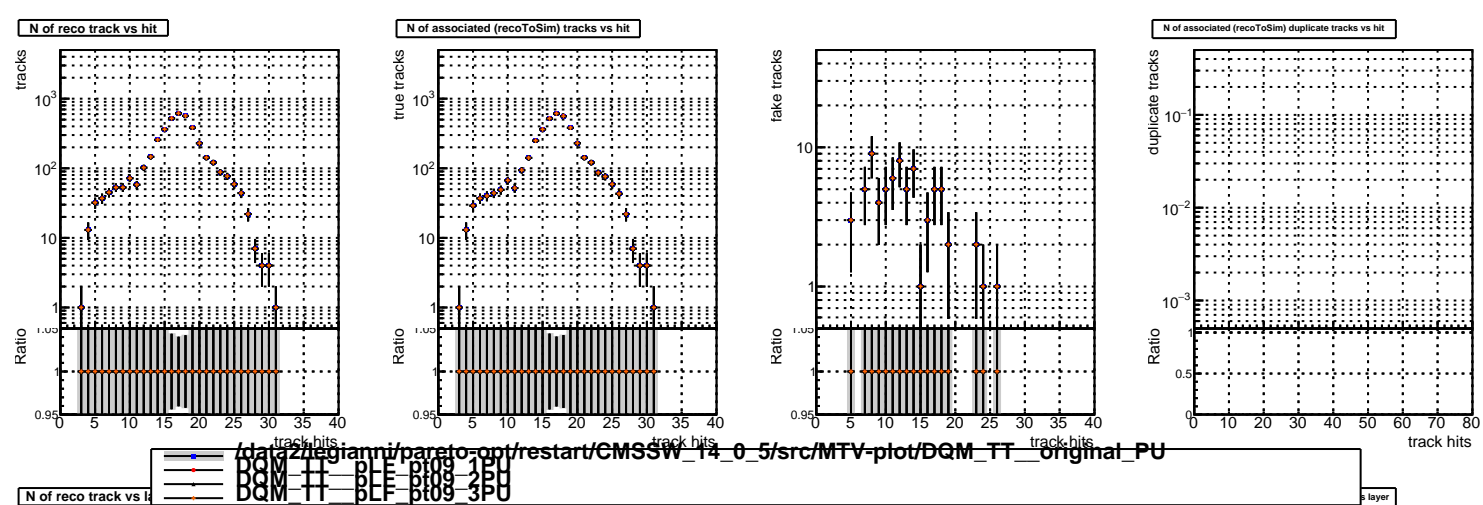 N of reco track vs hit
N of associated (recoToSim) tracks vs hit
N of associated (recoToSim) duplicate tracks vs hit
tracks
10³
10²
10
1
Ratio
1.05
1
0.95
0 5 10 15 20 25 30 35 40
track hits
true tracks
10³
10²
10
1
Ratio
1.05
1
0.95
0 5 10 15 20 25 30 35 40
track hits
fake tracks
10
1
Ratio
1.05
1
0.95
0 5 10 15 20 25 30 35 40
track hits
duplicate tracks
10⁻¹
10⁻²
10⁻³
Ratio
1
0.5
0
0 10 20 30 40 50 60 70 80
track hits
/data2/legianni/pareto-opt/restart/CMSSW_14_0_5/src/MTV-plot/DQM_TT__original_PU
DQM_TT__pLF_pt09_1PU
DQM_TT__pLF_pt09_2PU
DQM_TT__pLF_pt09_3PU
N of reco track vs la
s layer